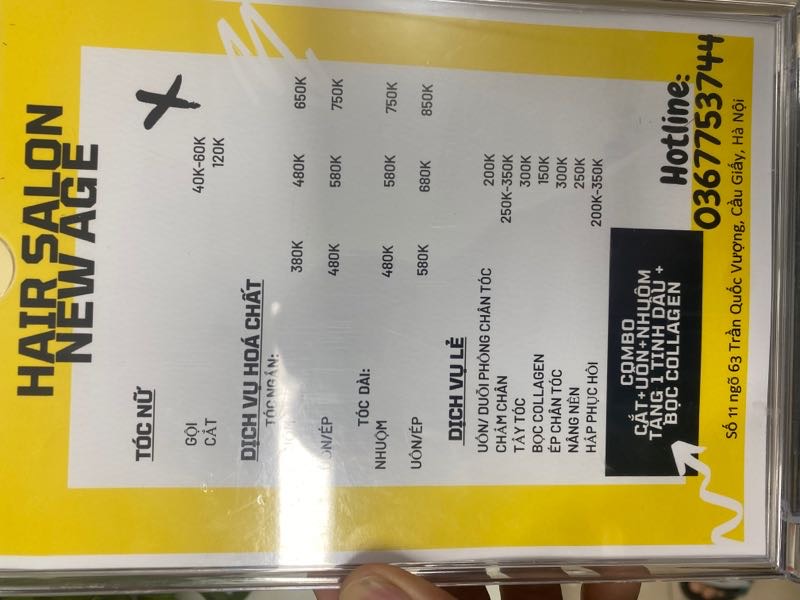 HAIR SALON
NEW AGE
TÓC NỮ
GỘI 40K-60K
CẮT 120K
DỊCH VỤ HOÁ CHẤT
TÓC NGẮN:
380K 480K 650K
UỐN/ÉP 480K 580K 750K
TÓC DÀI:
NHUỘM 480K 580K 750K
UỐN/ÉP 580K 680K 850K
DỊCH VỤ LẺ
UỐN/ DUỖI PHỒNG CHÂN TÓC 200K
CHẤM CHÂN 250K-350K
TẨY TÓC 300K
BỌC COLLAGEN 150K
ÉP CHÂN TÓC 300K
NÂNG NỀN 250K
HẤP PHỤC HỒI 200K-350K
COMBO
CẮT+UỐN+NHUỘM
TẶNG 1 TINH DẦU +
BỌC COLLAGEN
Hotline:
0367753744
Số 11 ngõ 63 Trần Quốc Vượng, Cầu Giấy, Hà Nội